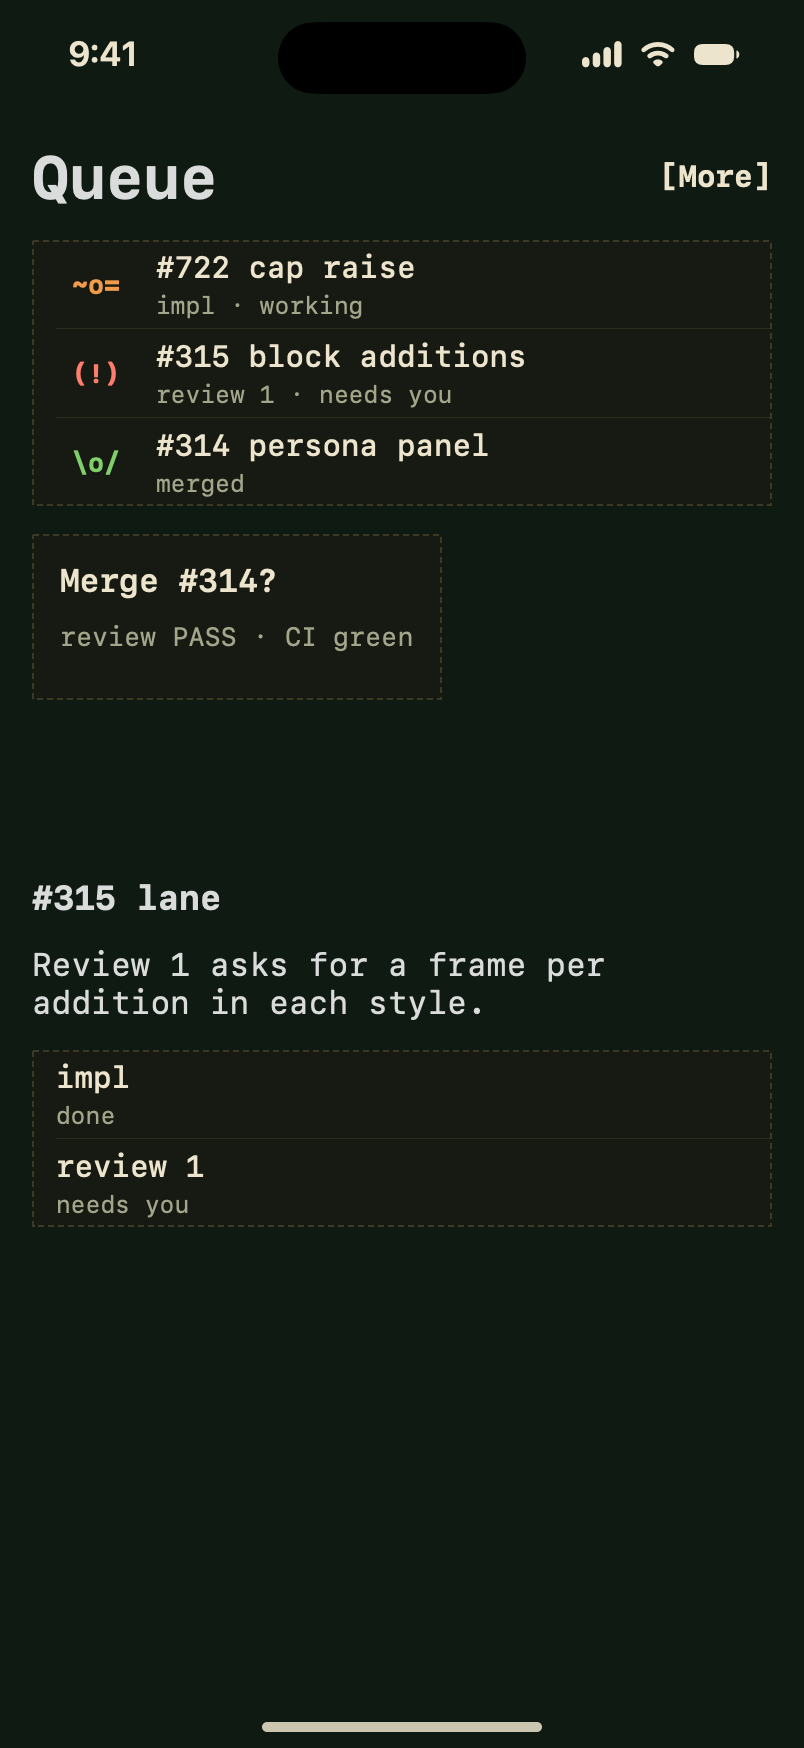 9:41
Queue
[More]
~o=
#722 cap raise
impl · working
(!)
#315 block additions
review 1 · needs you
\o/
#314 persona panel
merged
Merge #314?
review PASS · CI green
#315 lane
Review 1 asks for a frame per
addition in each style.
impl
done
review 1
needs you